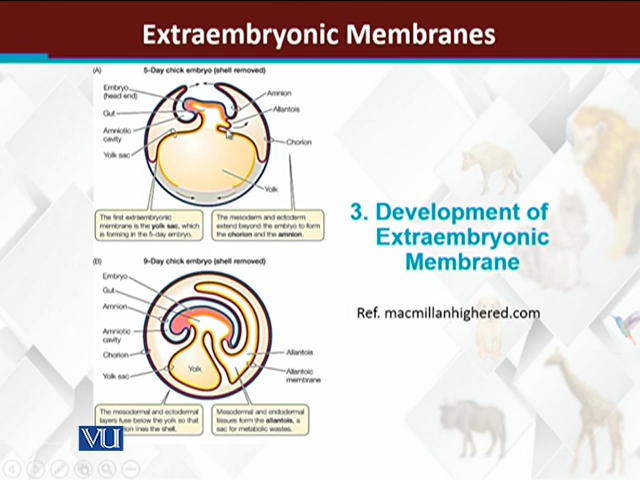 Extraembryonic Membranes
(A) 5-Day chick embryo (shell removed)
Embryo
(head end)
Gut
Amniotic
cavity
Yolk sac
Amnion
Allantois
Chorion
Yolk
The first extraembryonic
membrane is the yolk sac, which
is forming in the 5-day embryo.
The mesoderm and ectoderm
extend beyond the embryo to form
the chorion and the amnion.
(B) 9-Day chick embryo (shell removed)
Embryo
Gut
Amnion
Amniotic
cavity
Chorion
Yolk sac
Yolk
Allantois
Allantoic
membrane
The mesodermal and ectodermal
layers fuse below the yolk so that
lines the shell.
Mesodermal and endodermal
tissues form the allantois, a
sac for metabolic wastes.
3. Development of
Extraembryonic
Membrane
Ref. macmillanhighered.com
VU